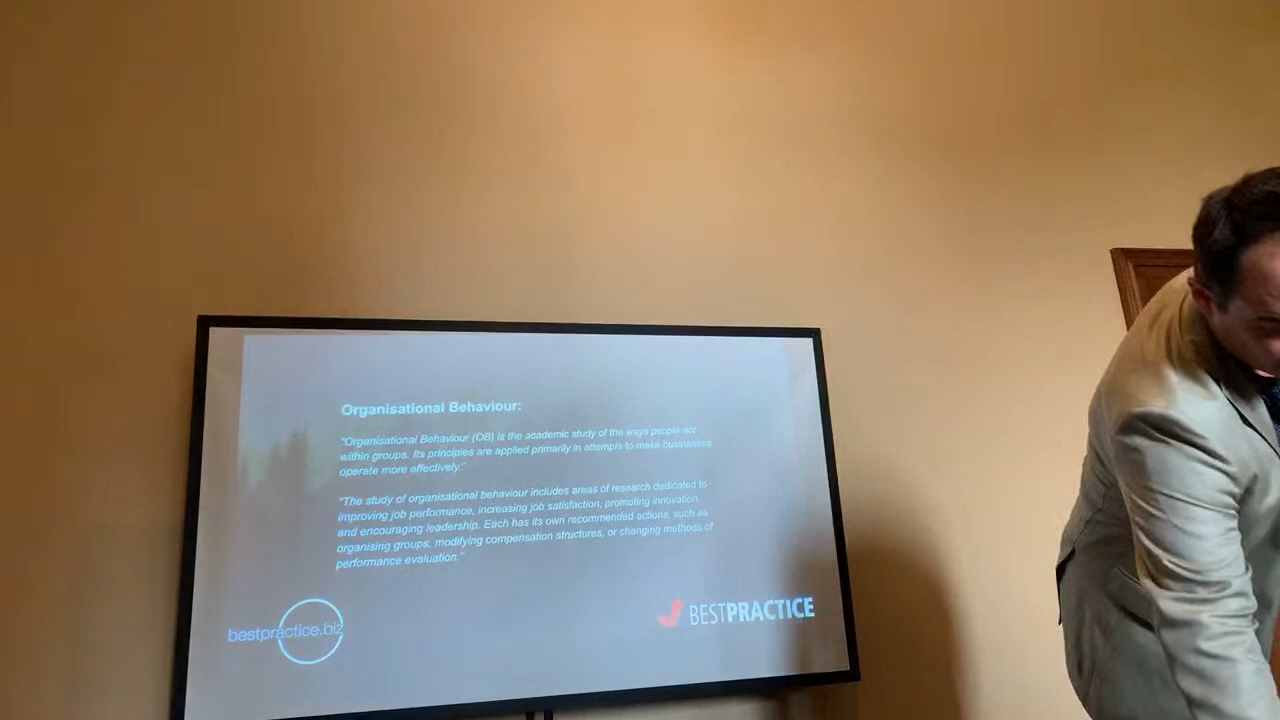 Organisational Behaviour:
"Organisational Behaviour (OB) is the academic study of the ways people act
within groups. Its principles are applied primarily in attempts to make businesses
operate more effectively."
"The study of organisational behaviour includes areas of research dedicated to
improving job performance, increasing job satisfaction, promoting innovation,
and encouraging leadership. Each has its own recommended actions, such as
organising groups, modifying compensation structures, or changing methods of
performance evaluation."
bestpractice.biz
BESTPRACTICE